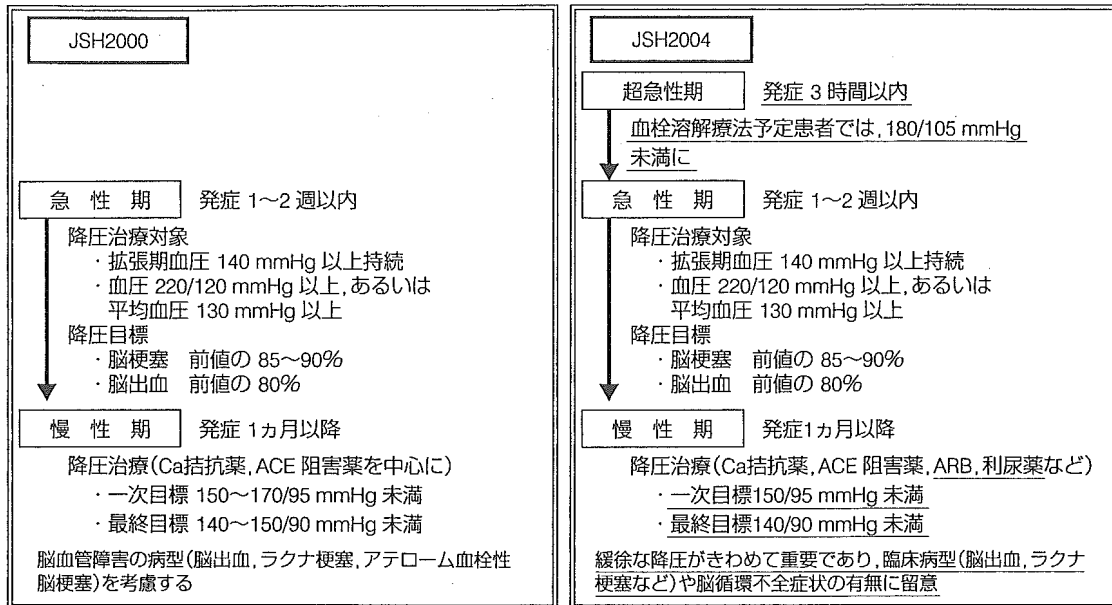 JSH2000
急性期 発症 1〜2 週以内
降圧治療対象
・拡張期血圧 140 mmHg 以上持続
・血圧 220/120 mmHg 以上,あるいは
平均血圧 130 mmHg 以上
降圧目標
・脳梗塞 前値の 85〜90%
・脳出血 前値の 80%
慢性期 発症 1ヵ月以降
降圧治療(Ca拮抗薬,ACE 阻害薬を中心に)
・一次目標 150〜170/95 mmHg 未満
・最終目標 140〜150/90 mmHg 未満
脳血管障害の病型(脳出血,ラクナ梗塞,アテローム血栓性
脳梗塞)を考慮する
JSH2004
超急性期 発症 3 時間以内
血栓溶解療法予定患者では,180/105 mmHg
未満に
急性期 発症 1〜2 週以内
降圧治療対象
・拡張期血圧 140 mmHg 以上持続
・血圧 220/120 mmHg 以上,あるいは
平均血圧 130 mmHg 以上
降圧目標
・脳梗塞 前値の 85〜90%
・脳出血 前値の 80%
慢性期 発症1ヵ月以降
降圧治療(Ca拮抗薬,ACE 阻害薬,ARB,利尿薬など)
・一次目標150/95 mmHg 未満
・最終目標140/90 mmHg 未満
緩徐な降圧がきわめて重要であり,臨床病型(脳出血,ラクナ
梗塞など)や脳循環不全症状の有無に留意